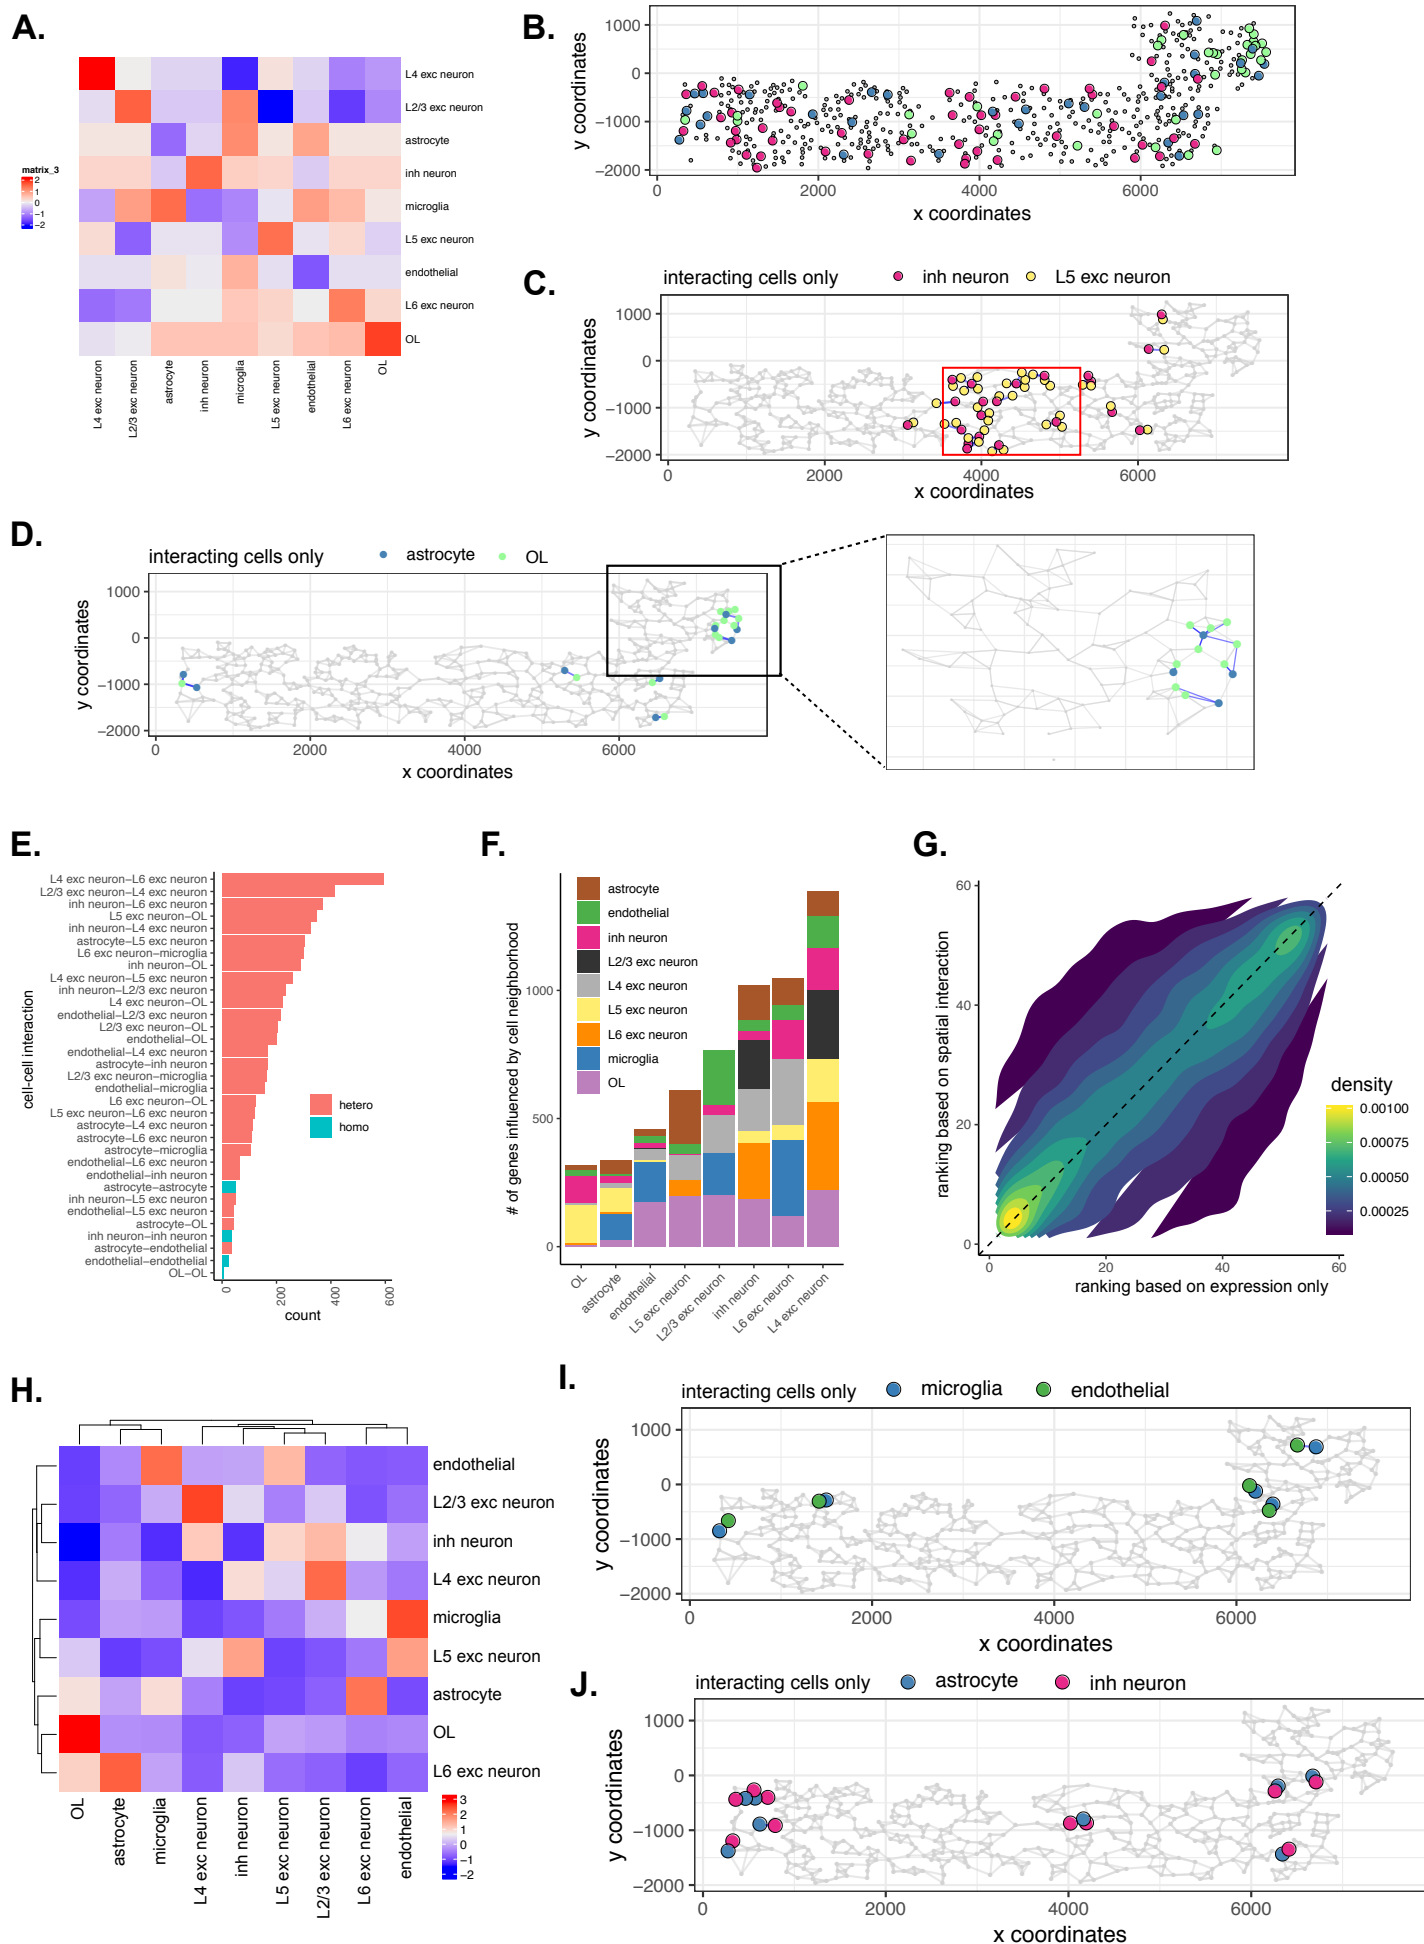 A.
L4 exc neuron
L2/3 exc neuron
astrocyte
inh neuron
microglia
L5 exc neuron
endothelial
L6 exc neuron
OL
matrix_3
2
1
0
−1
−2
L4 exc neuron
L2/3 exc neuron
astrocyte
inh neuron
microglia
L5 exc neuron
endothelial
L6 exc neuron
OL
B.
y coordinates
1000
0
−1000
−2000
0 2000 4000 6000
x coordinates
C.
interacting cells only inh neuron L5 exc neuron
y coordinates
1000
0
−1000
−2000
0 2000 4000 6000
x coordinates
D.
interacting cells only astrocyte OL
y coordinates
1000
0
−1000
−2000
0 2000 4000 6000
x coordinates
E.
cell−cell interaction
L4 exc neuron−L6 exc neuron
L2/3 exc neuron−L4 exc neuron
inh neuron−L6 exc neuron
L5 exc neuron−OL
inh neuron−L4 exc neuron
astrocyte−L5 exc neuron
L6 exc neuron−microglia
inh neuron−OL
L4 exc neuron−L5 exc neuron
inh neuron−L2/3 exc neuron
L4 exc neuron−OL
endothelial−L2/3 exc neuron
L2/3 exc neuron−OL
endothelial−OL
endothelial−L4 exc neuron
astrocyte−inh neuron
L2/3 exc neuron−microglia
endothelial−microglia
L6 exc neuron−OL
L5 exc neuron−L6 exc neuron
astrocyte−L4 exc neuron
astrocyte−L6 exc neuron
astrocyte−microglia
endothelial−L6 exc neuron
endothelial−inh neuron
astrocyte−astrocyte
inh neuron−L5 exc neuron
endothelial−L5 exc neuron
astrocyte−OL
inh neuron−inh neuron
astrocyte−endothelial
endothelial−endothelial
OL−OL
hetero
homo
0
200
400
600
count
F.
# of genes influenced by cell neighborhood
1000
500
0
astrocyte
endothelial
inh neuron
L2/3 exc neuron
L4 exc neuron
L5 exc neuron
L6 exc neuron
microglia
OL
OL
astrocyte
endothelial
L5 exc neuron
L2/3 exc neuron
inh neuron
L6 exc neuron
L4 exc neuron
G.
ranking based on spatial interaction
60
40
20
0
0 20 40 60
ranking based on expression only
density
0.00100
0.00075
0.00050
0.00025
H.
endothelial
L2/3 exc neuron
inh neuron
L4 exc neuron
microglia
L5 exc neuron
astrocyte
OL
L6 exc neuron
OL
astrocyte
microglia
L4 exc neuron
inh neuron
L5 exc neuron
L2/3 exc neuron
L6 exc neuron
endothelial
3
2
1
0
−1
−2
I.
interacting cells only microglia endothelial
y coordinates
1000
0
−1000
−2000
0 2000 4000 6000
x coordinates
J.
interacting cells only astrocyte inh neuron
y coordinates
1000
0
−1000
−2000
0 2000 4000 6000
x coordinates